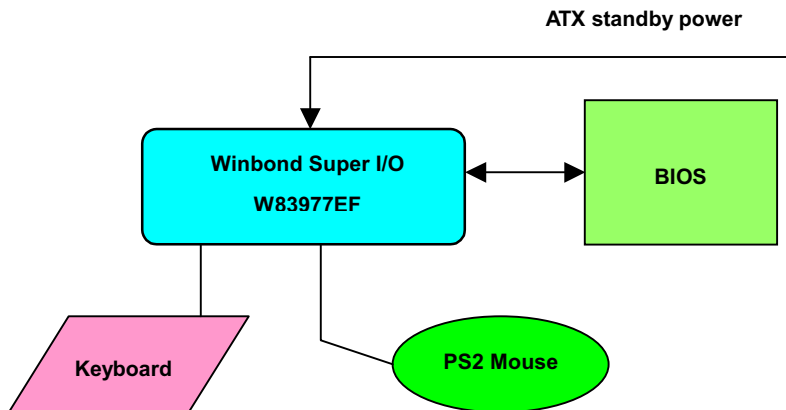 ATX standby power
Winbond Super I/O
W83977EF
BIOS
Keyboard
PS2 Mouse